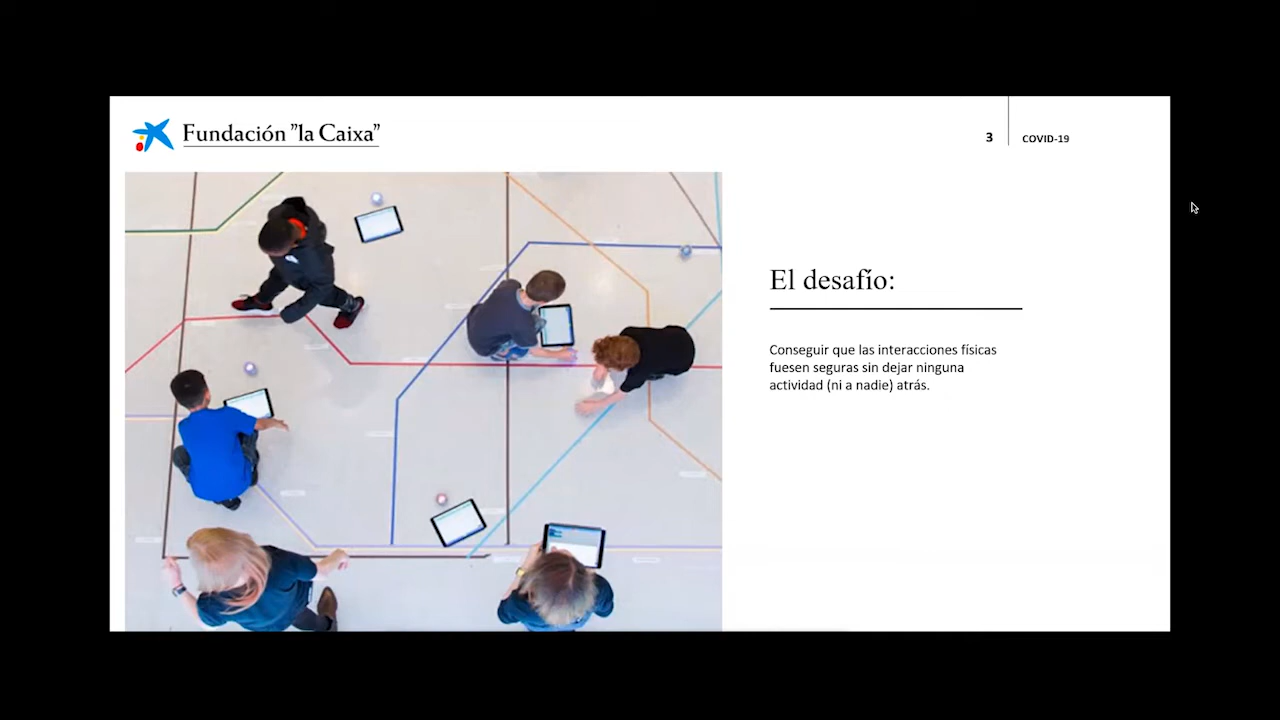 Fundación "la Caixa"
3
COVID-19
El desafío:
Conseguir que las interacciones físicas
fuesen seguras sin dejar ninguna
actividad (ni a nadie) atrás.